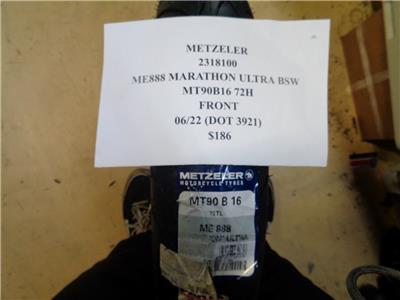 METZELER
2318100
ME888 MARATHON ULTRA BSW
MT90B16 72H
FRONT
06/22 (DOT 3921)
$186
METZELER
MOTORCYCLE TYRES
MT90 B 16
ME 888
ULTRA